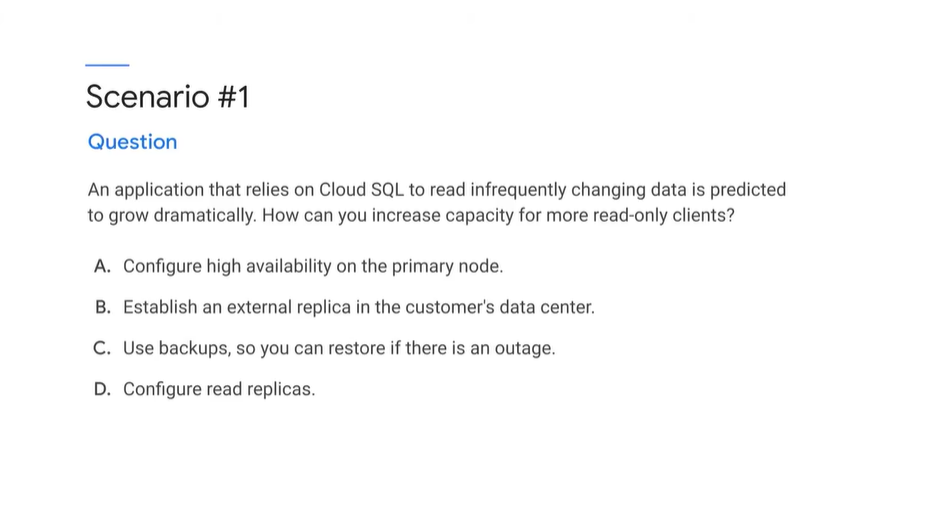 Scenario #1
Question
An application that relies on Cloud SQL to read infrequently changing data is predicted
to grow dramatically. How can you increase capacity for more read-only clients?
A. Configure high availability on the primary node.
B. Establish an external replica in the customer's data center.
C. Use backups, so you can restore if there is an outage.
D. Configure read replicas.